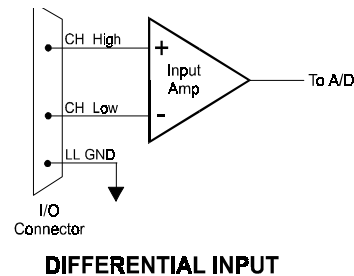 CH High
+
Input
Amp
To A/D
CH Low
-
LL GND
I/O
Connector
DIFFERENTIAL INPUT